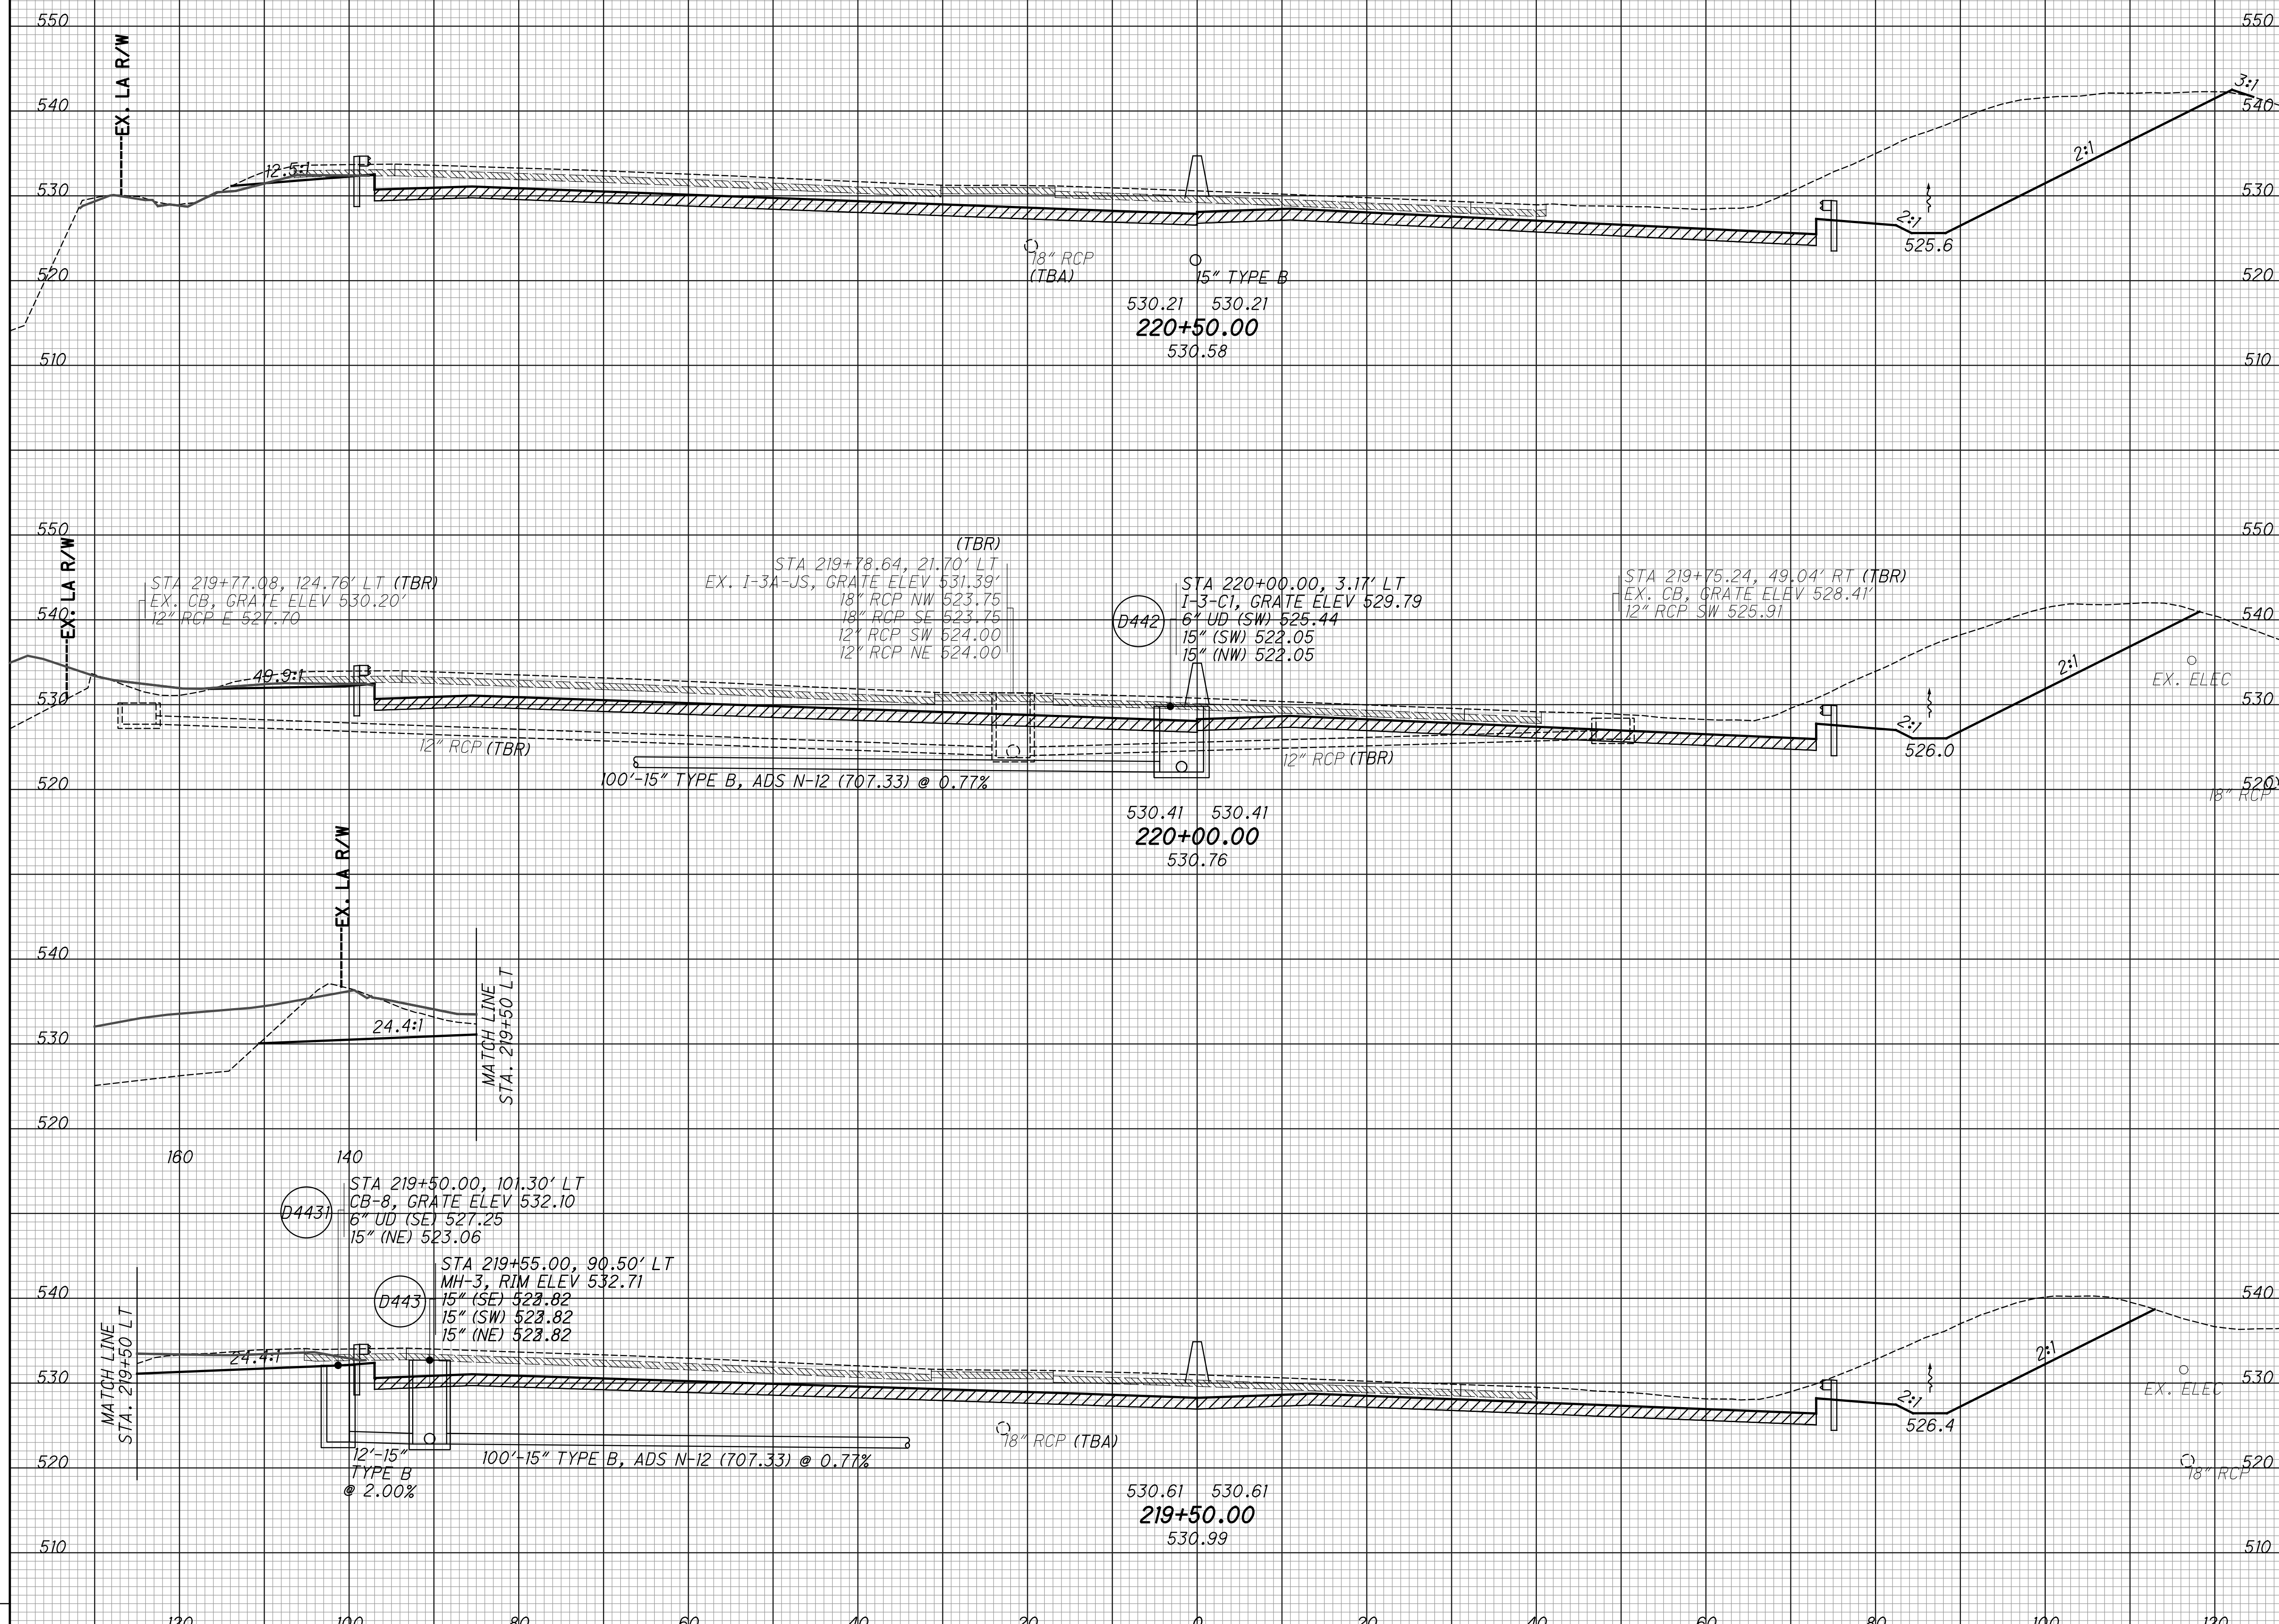 550
550
EX. LA R/W
540
540
3:1
12.5:1
2:1
530
530
2:1
525.6
18" RCP
(TBA)
15" TYPE B
520
520
530.21 530.21
220+50.00
530.58
510
510
550
550
EX. LA R/W
STA 219+77.08, 124.76' LT (TBR)
EX. CB, GRATE ELEV 530.20'
12" RCP E 527.70
(TBR)
STA 219+78.64, 21.70' LT
EX. I-3A-JS, GRATE ELEV 531.39'
18" RCP NW 523.75
18" RCP SE 523.75
12" RCP SW 524.00
12" RCP NE 524.00
D442
STA 220+00.00, 3.17' LT
I-3-C1, GRATE ELEV 529.79
6" UD (SW) 525.44
15" (SW) 522.05
15" (NW) 522.05
STA 219+75.24, 49.04' RT (TBR)
EX. CB, GRATE ELEV 528.41'
12" RCP SW 525.91
540
540
49.9:1
2:1
EX. ELEC
530
530
2:1
526.0
12" RCP (TBR)
12" RCP (TBR)
100'-15" TYPE B, ADS N-12 (707.33) @ 0.77%
520
520
18" RCP
530.41 530.41
220+00.00
530.76
EX. LA R/W
540
24.4:1
530
MATCH LINE
STA. 219+50 LT
520
160 140
D4431
STA 219+50.00, 101.30' LT
CB-8, GRATE ELEV 532.10
6" UD (SE) 527.25
15" (NE) 523.06
D443
STA 219+55.00, 90.50' LT
MH-3, RIM ELEV 532.71
15" (SE)
15" (SW)
15" (NE)
540
540
MATCH LINE
STA. 219+50 LT
24.4:1
2:1
530
530
EX. ELEC
2:1
526.4
18" RCP (TBA)
12'-15"
TYPE B
@ 2.00%
100'-15" TYPE B, ADS N-12 (707.33) @ 0.77%
520
520
18" RCP
530.61 530.61
219+50.00
530.99
510
510
120 100 80 60 40 20 0 20 40 60 80 100 120